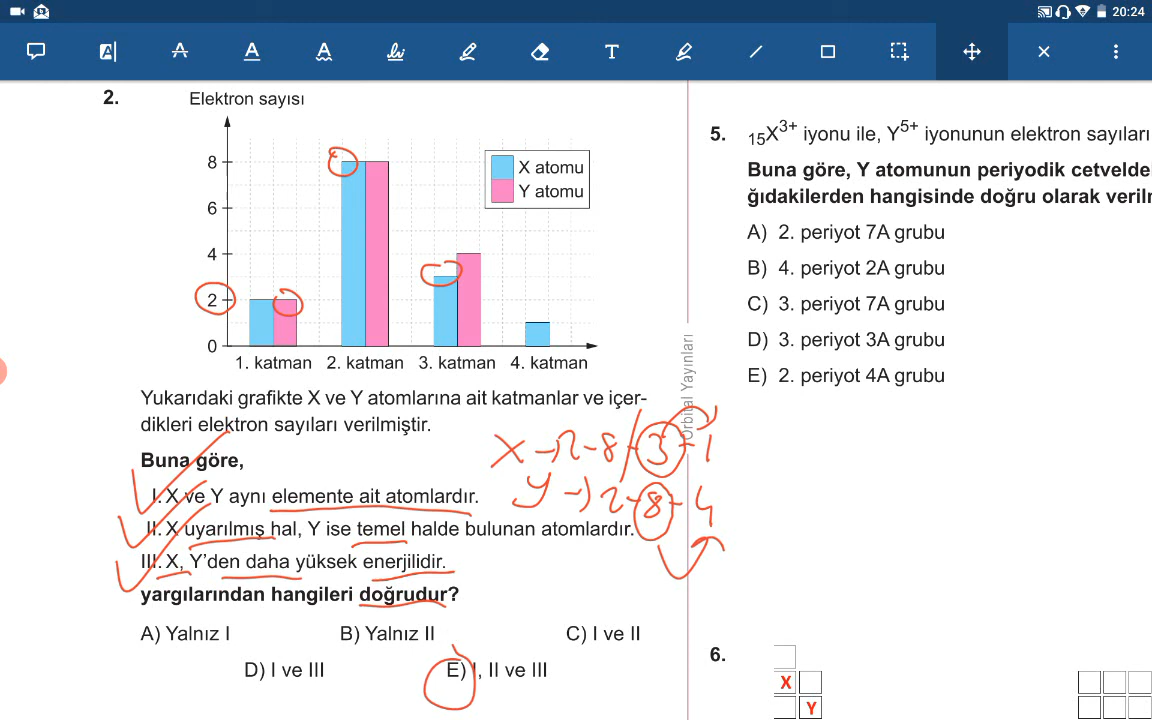 20:24
2.
Elektron sayısı
8
6
4
2
0
X atomu
Y atomu
1. katman 2. katman 3. katman 4. katman
Yukarıdaki grafikte X ve Y atomlarına ait katmanlar ve içer-
dikleri elektron sayıları verilmiştir.
Buna göre,
I. X ve Y aynı elemente ait atomlardır.
II. X uyarılmış hal, Y ise temel halde bulunan atomlardır.
III. X, Y'den daha yüksek enerjilidir.
yargılarından hangileri doğrudur?
A) Yalnız I B) Yalnız II C) I ve II
D) I ve III E) I, II ve III
X → 2 - 8 - 3 - 1
Y → 2 - 8 - 4
Orbital Yayınları
5. ₁₅X³⁺ iyonu ile, Y⁵⁺ iyonunun elektron sayıları
Buna göre, Y atomunun periyodik cetvelde
ğıdakilerden hangisinde doğru olarak veril
A) 2. periyot 7A grubu
B) 4. periyot 2A grubu
C) 3. periyot 7A grubu
D) 3. periyot 3A grubu
E) 2. periyot 4A grubu
6.
X
Y